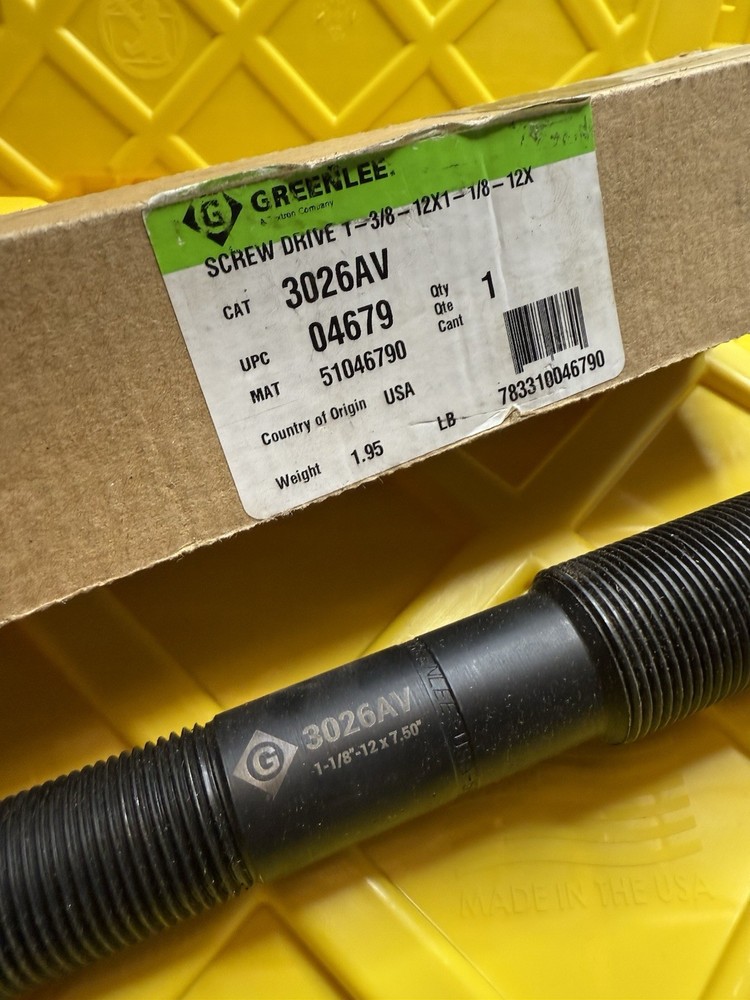 GREENLEE.
A Textron Company
SCREW DRIVE 1-3/8-12X1-1/8-12X
CAT 3026AV
UPC 04679
Qty
Qte
Cant
1
MAT 51046790
Country of Origin USA
783310046790
Weight 1.95 LB
G
G
3026AV
1-1/8"-12 x 7.50"
MADE IN THE USA